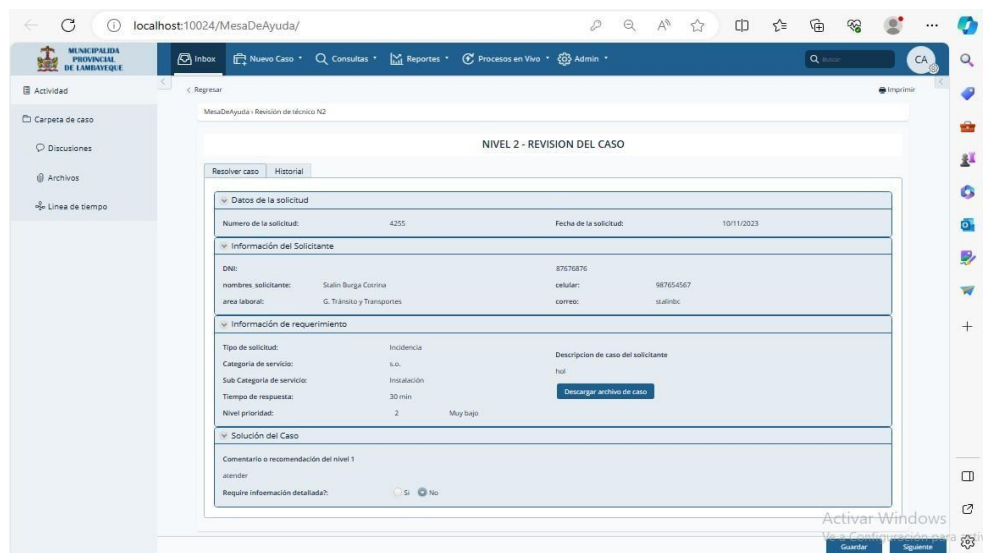 localhost:10024/MesaDeAyuda/
MUNICIPALIDA
PROVINCIAL
DE LAMBAYEQUE
Inbox Nuevo Caso Consultas Reportes Procesos en Vivo Admin
CA
Actividad
Carpeta de caso
Discusiones
Archivos
Linea de tiempo
Regresar Imprimir
MesaDeAyuda › Revisión de técnico N2
NIVEL 2 - REVISION DEL CASO
Resolver caso Historial
Datos de la solicitud
Numero de la solicitud: 4255 Fecha de la solicitud: 10/11/2023
Información del Solicitante
DNI: 87676876
nombres_solicitante: Stalin Burga Cotrina celular: 987654567
area laboral: G. Tránsito y Transportes correo: stalinbc
Información de requerimiento
Tipo de solicitud: Incidencia
Descripcion de caso del solicitante
Categoria de servicio: s.o.
hol
Sub Categoria de servicio: Instalación
Descargar archivo de caso
Tiempo de respuesta: 30 min
Nivel prioridad: 2 Muy bajo
Solución del Caso
Comentario o recomendación del nivel 1
atender
Require infoemación detallada?: Si No
Activar Windows
Ve a Configuración para
Guardar Siguiente